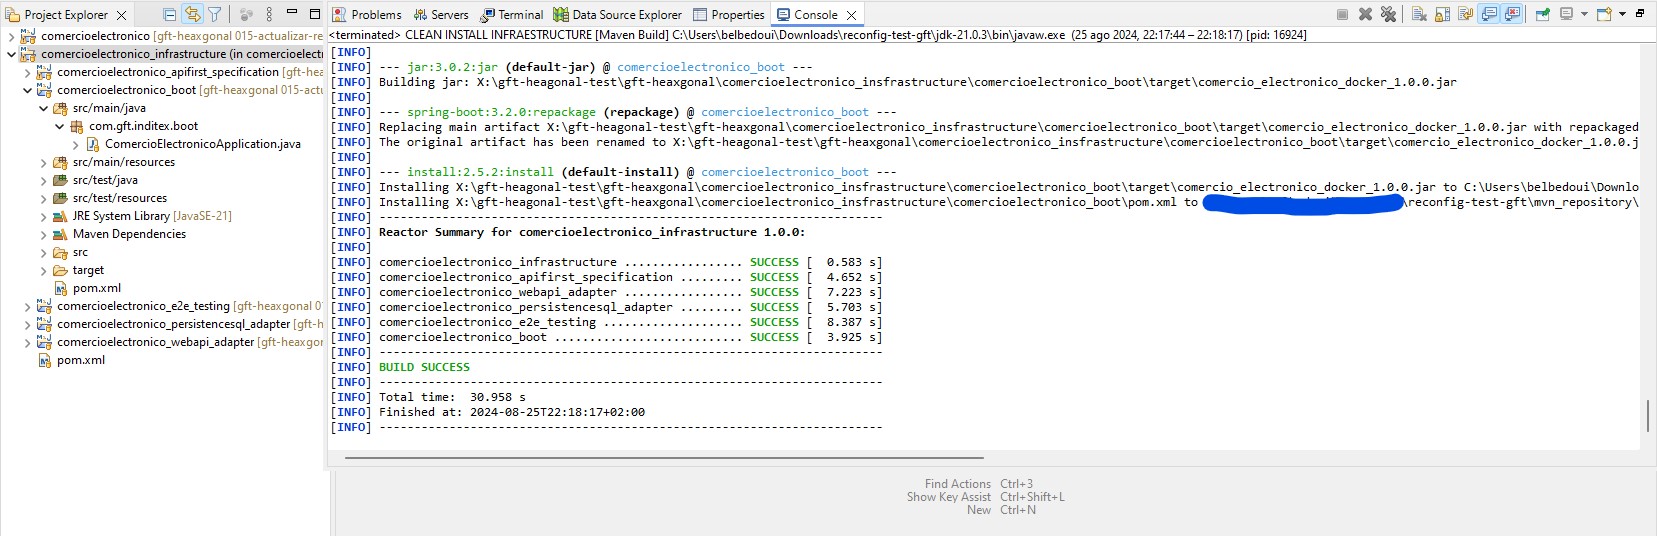 Project Explorer
comercioelectronico [gft-heaxgonal 015-actualizar-re
comercioelectronico_infrastructure (in comercioelectr
comercioelectronico_apifirst_specification [gft-hea
comercioelectronico_boot [gft-heaxgonal 015-actu
src/main/java
com.gft.inditex.boot
ComercioElectronicoApplication.java
src/main/resources
src/test/java
src/test/resources
JRE System Library [JavaSE-21]
Maven Dependencies
src
target
pom.xml
comercioelectronico_e2e_testing [gft-heaxgonal 0
comercioelectronico_persistencesql_adapter [gft-h
comercioelectronico_webapi_adapter [gft-heaxgor
pom.xml
Problems Servers Terminal Data Source Explorer Properties Console
<terminated> CLEAN INSTALL INFRAESTRUCTURE [Maven Build] C:\Users\belbedoui\Downloads\reconfig-test-gft\jdk-21.0.3\bin\javaw.exe (25 ago 2024, 22:17:44 – 22:18:17) [pid: 16924]
[INFO]
[INFO] --- jar:3.0.2:jar (default-jar) @ comercioelectronico_boot ---
[INFO] Building jar: X:\gft-heagonal-test\gft-heaxgonal\comercioelectronico_insfrastructure\comercioelectronico_boot\target\comercio_electronico_docker_1.0.0.jar
[INFO]
[INFO] --- spring-boot:3.2.0:repackage (repackage) @ comercioelectronico_boot ---
[INFO] Replacing main artifact X:\gft-heagonal-test\gft-heaxgonal\comercioelectronico_insfrastructure\comercioelectronico_boot\target\comercio_electronico_docker_1.0.0.jar with repackaged
[INFO] The original artifact has been renamed to X:\gft-heagonal-test\gft-heaxgonal\comercioelectronico_insfrastructure\comercioelectronico_boot\target\comercio_electronico_docker_1.0.0.j
[INFO]
[INFO] --- install:2.5.2:install (default-install) @ comercioelectronico_boot ---
[INFO] Installing X:\gft-heagonal-test\gft-heaxgonal\comercioelectronico_insfrastructure\comercioelectronico_boot\target\comercio_electronico_docker_1.0.0.jar to C:\Users\belbedoui\Downlo
[INFO] Installing X:\gft-heagonal-test\gft-heaxgonal\comercioelectronico_insfrastructure\comercioelectronico_boot\pom.xml to \reconfig-test-gft\mvn_repository\
[INFO] ------------------------------------------------------------------------
[INFO] Reactor Summary for comercioelectronico_infrastructure 1.0.0:
[INFO]
[INFO] comercioelectronico_infrastructure ................. SUCCESS [  0.583 s]
[INFO] comercioelectronico_apifirst_specification ......... SUCCESS [  4.652 s]
[INFO] comercioelectronico_webapi_adapter ................. SUCCESS [  7.223 s]
[INFO] comercioelectronico_persistencesql_adapter ......... SUCCESS [  5.703 s]
[INFO] comercioelectronico_e2e_testing .................... SUCCESS [  8.387 s]
[INFO] comercioelectronico_boot ........................... SUCCESS [  3.925 s]
[INFO] ------------------------------------------------------------------------
[INFO] BUILD SUCCESS
[INFO] ------------------------------------------------------------------------
[INFO] Total time:  30.958 s
[INFO] Finished at: 2024-08-25T22:18:17+02:00
[INFO] ------------------------------------------------------------------------
Find Actions Ctrl+3
Show Key Assist Ctrl+Shift+L
New Ctrl+N